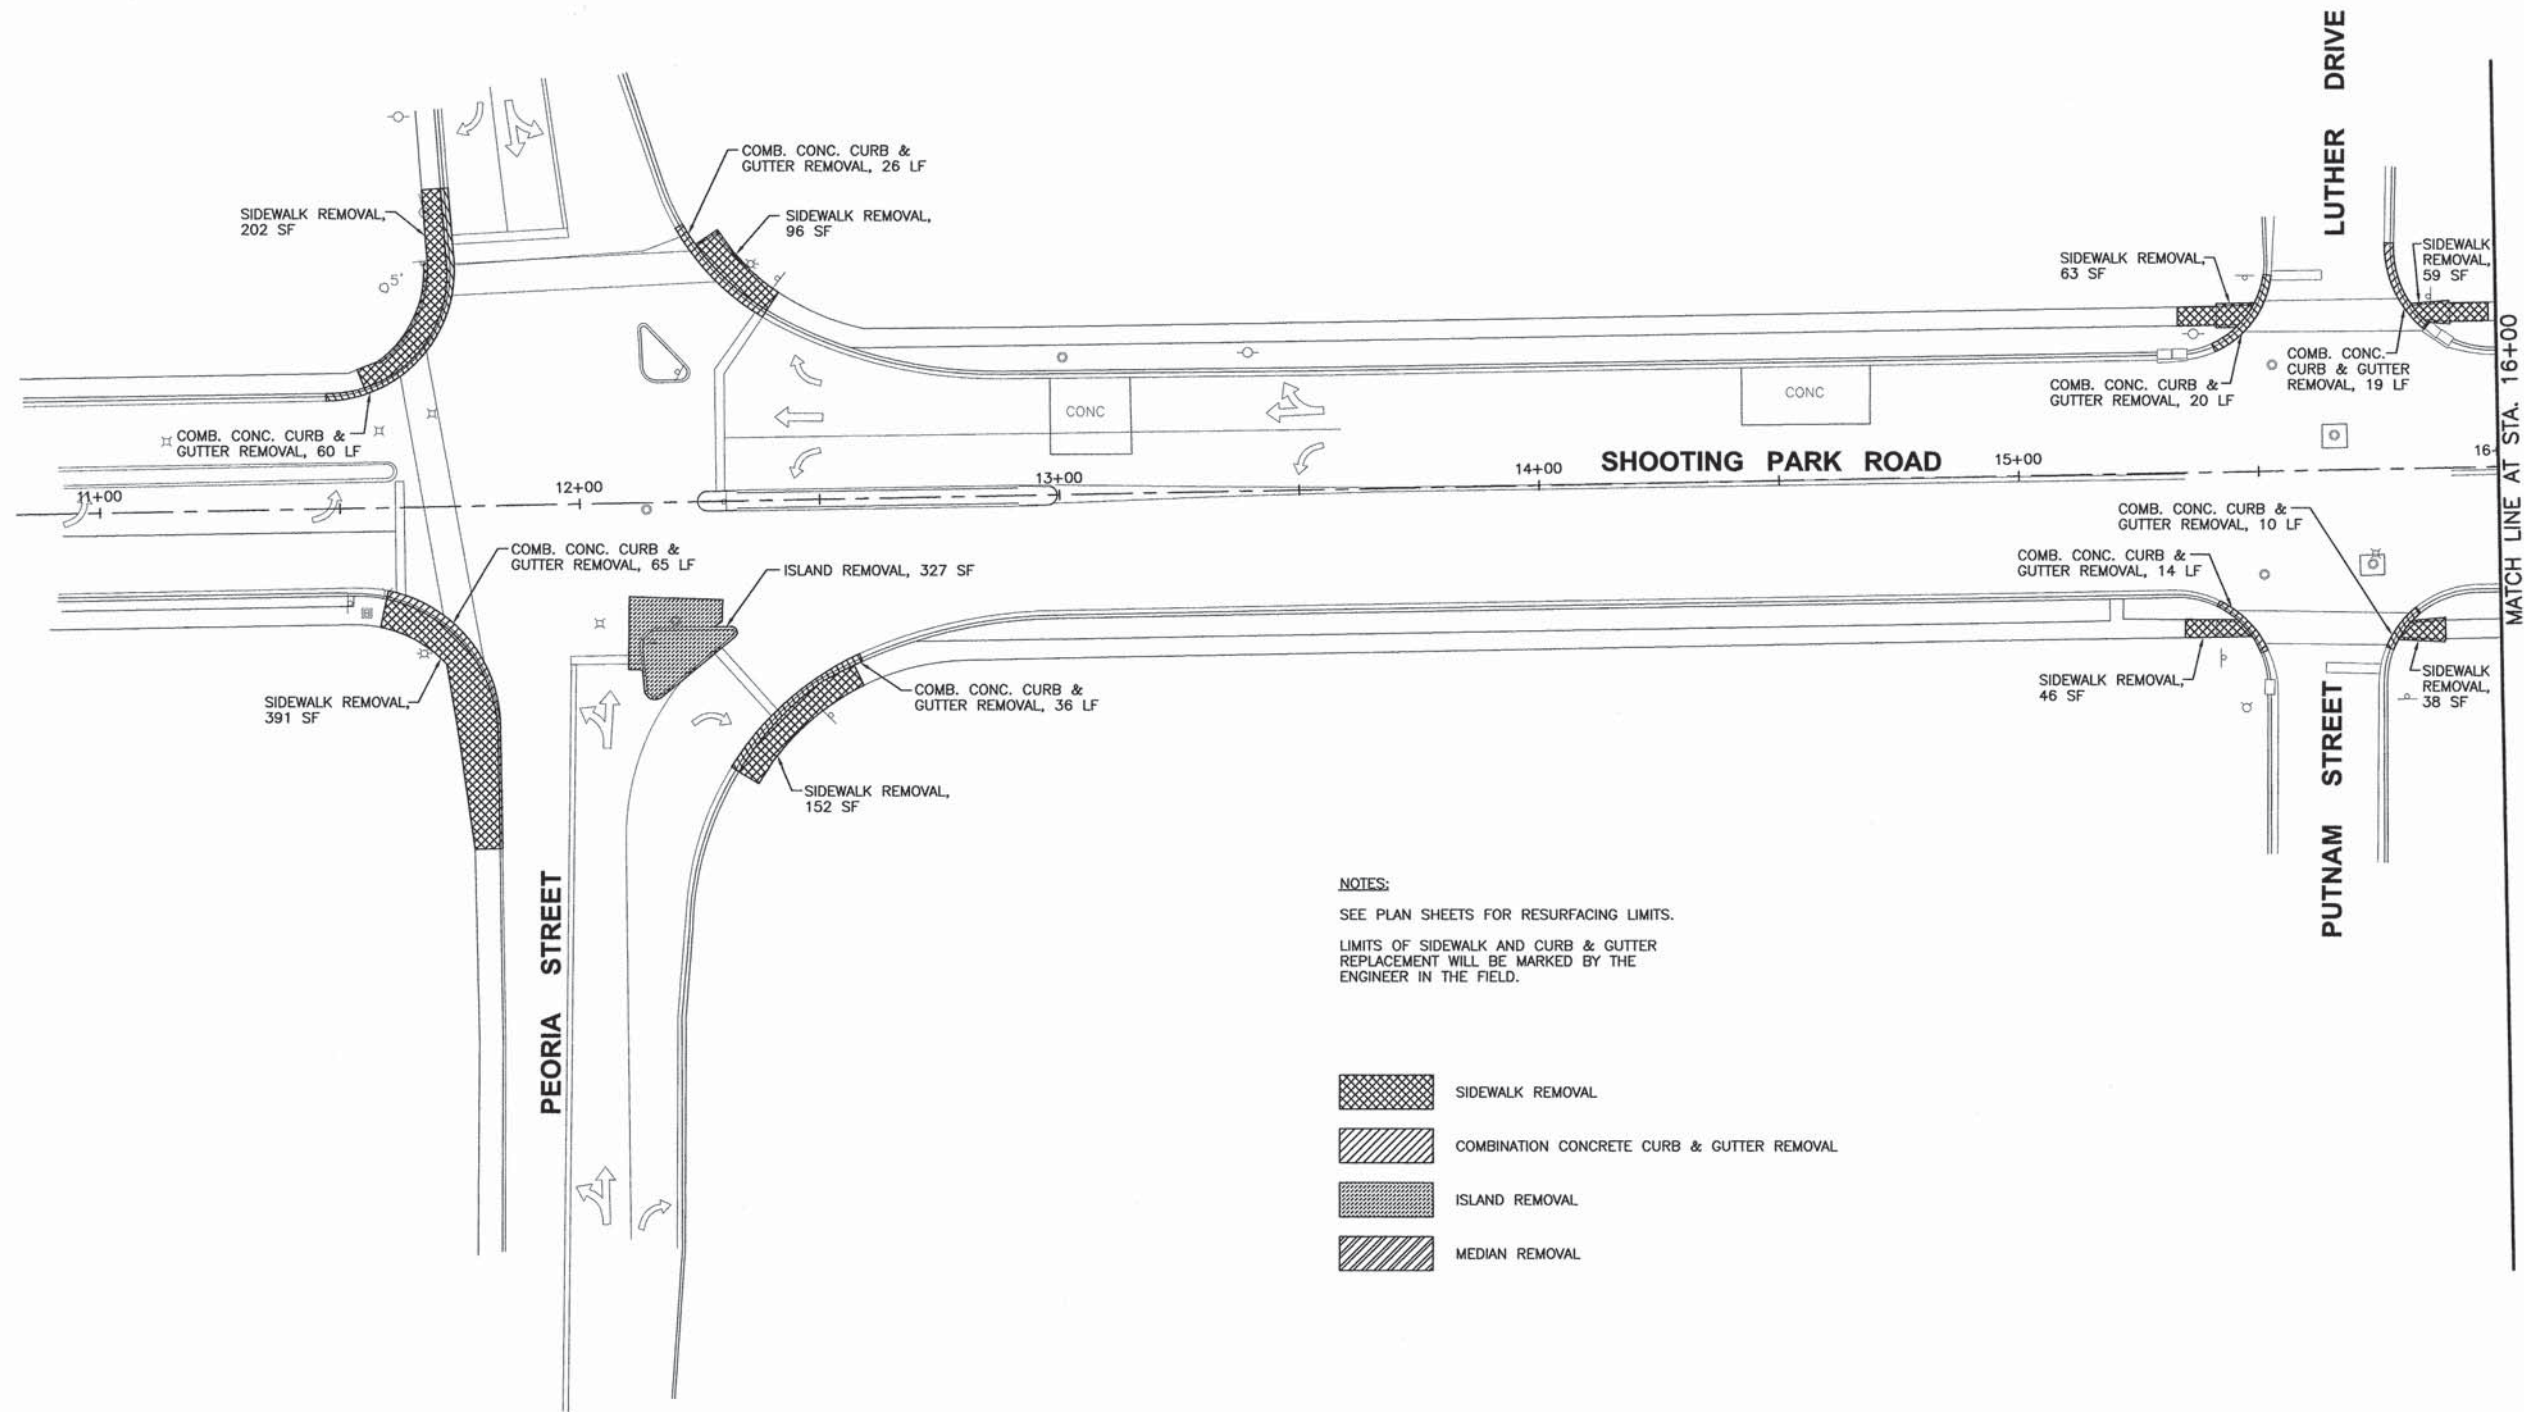 LUTHER DRIVE
COMB. CONC. CURB &
GUTTER REMOVAL, 26 LF
SIDEWALK REMOVAL,
202 SF
SIDEWALK REMOVAL,
96 SF
5'
SIDEWALK REMOVAL,
63 SF
SIDEWALK
REMOVAL,
59 SF
COMB. CONC.
CURB & GUTTER
REMOVAL, 19 LF
COMB. CONC. CURB &
GUTTER REMOVAL, 20 LF
CONC
CONC
COMB. CONC. CURB &
GUTTER REMOVAL, 60 LF
SHOOTING PARK ROAD
11+00
12+00
13+00
14+00
15+00
16+
MATCH LINE AT STA. 16+00
COMB. CONC. CURB &
GUTTER REMOVAL, 10 LF
COMB. CONC. CURB &
GUTTER REMOVAL, 14 LF
COMB. CONC. CURB &
GUTTER REMOVAL, 65 LF
ISLAND REMOVAL, 327 SF
SIDEWALK REMOVAL,
391 SF
COMB. CONC. CURB &
GUTTER REMOVAL, 36 LF
SIDEWALK REMOVAL,
46 SF
SIDEWALK
REMOVAL,
38 SF
SIDEWALK REMOVAL,
152 SF
PEORIA STREET
PUTNAM STREET
NOTES:
SEE PLAN SHEETS FOR RESURFACING LIMITS.
LIMITS OF SIDEWALK AND CURB & GUTTER
REPLACEMENT WILL BE MARKED BY THE
ENGINEER IN THE FIELD.
SIDEWALK REMOVAL
COMBINATION CONCRETE CURB & GUTTER REMOVAL
ISLAND REMOVAL
MEDIAN REMOVAL